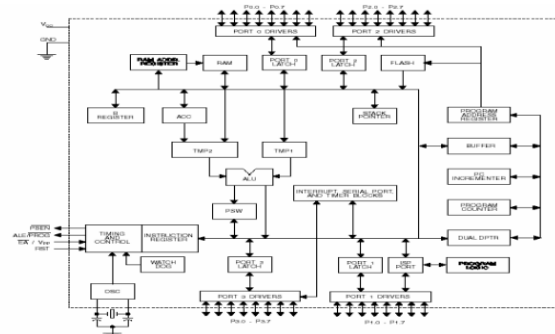 P0.0 - P0.7
P2.0 - P2.7
VCC
GND
PORT 0 DRIVERS
PORT 2 DRIVERS
RAM ADDR.
REGISTER
RAM
PORT 0
LATCH
PORT 2
LATCH
FLASH
B
REGISTER
ACC
STACK
POINTER
PROGRAM
ADDRESS
REGISTER
TMP2
TMP1
BUFFER
ALU
PC
INCREMENTER
INTERRUPT, SERIAL PORT,
AND TIMER BLOCKS
PSW
PROGRAM
COUNTER
PSEN
ALE/PROG
EA / VPP
RST
TIMING
AND
CONTROL
INSTRUCTION
REGISTER
DUAL DPTR
WATCH
DOG
PORT 3
LATCH
PORT 1
LATCH
ISP
PORT
PROGRAM
LOGIC
OSC
PORT 3 DRIVERS
PORT 1 DRIVERS
P3.0 - P3.7
P1.0 - P1.7